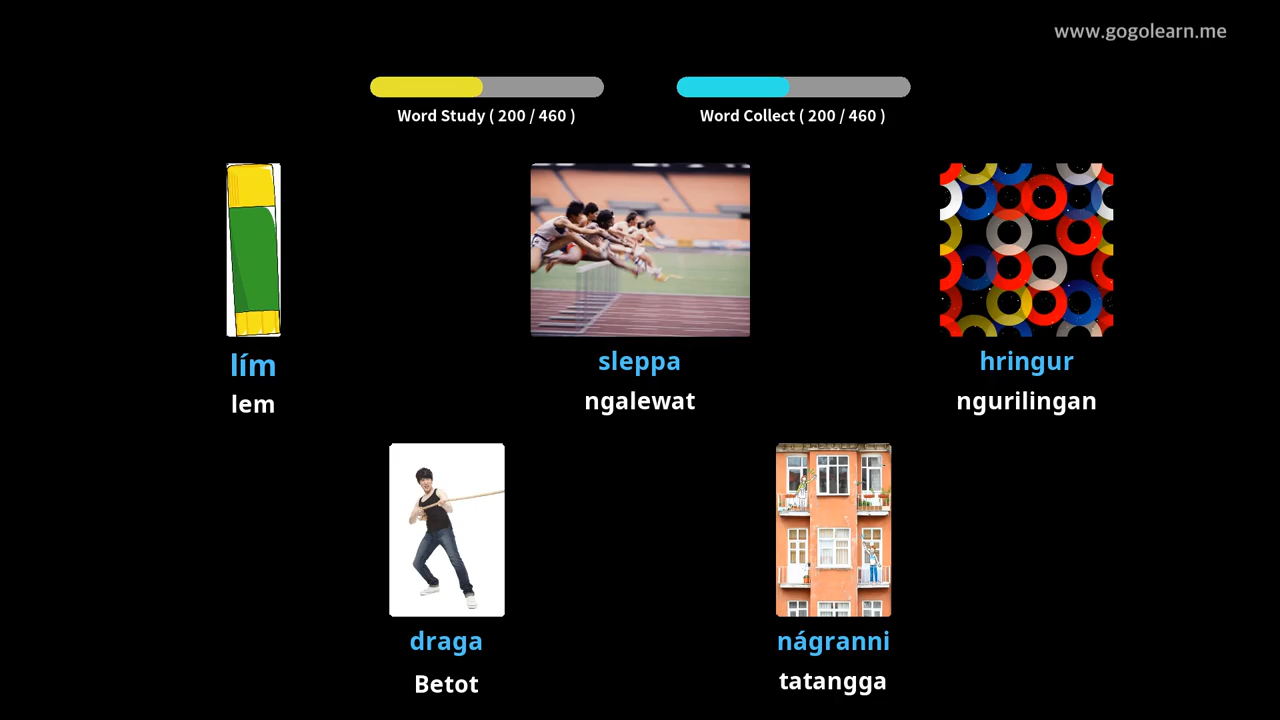 www.gogolearn.me
Word Study ( 200 / 460 )
Word Collect ( 200 / 460 )
lím
lem
sleppa
ngalewat
hringur
ngurilingan
draga
Betot
nágranni
tatangga